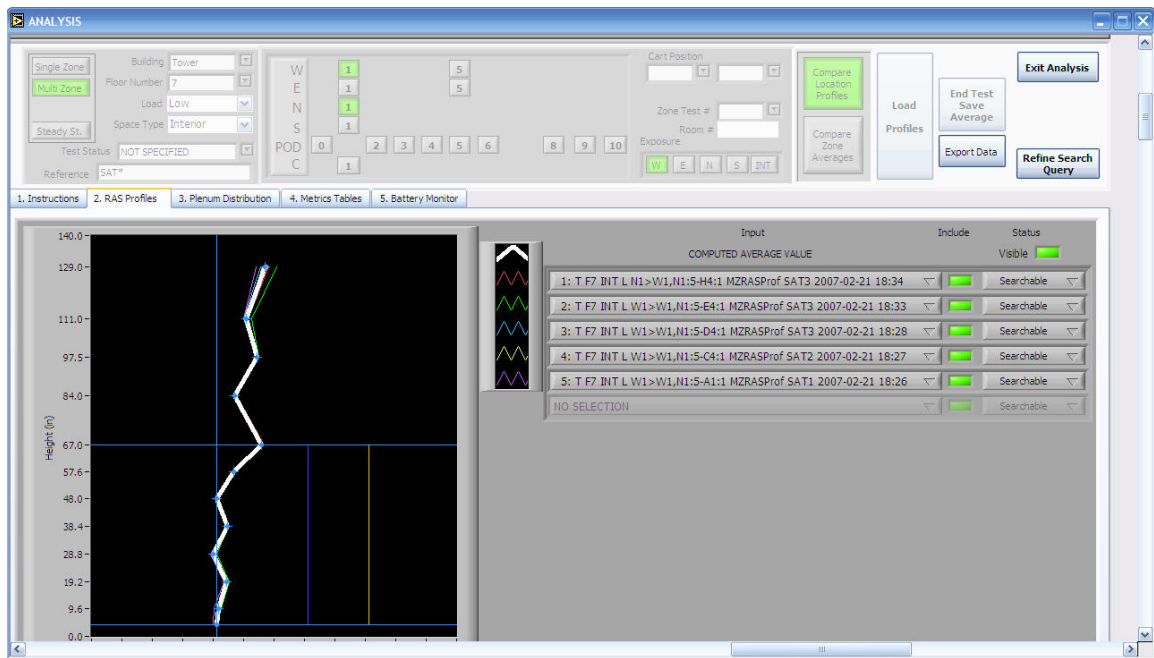 ANALYSIS
Single Zone
Multi Zone
Steady St.
Building Tower
Floor Number 7
Load Low
Space Type Interior
Test Status NOT SPECIFIED
Reference SAT*
W 1 5
E 1 5
N 1
S 1
POD 0 2 3 4 5 6 8 9 10
C 1
Cart Position
Zone Test #
Room #
Exposure
W E N S INT
Compare Location Profiles
Compare Zone Averages
Load Profiles
End Test Save Average
Export Data
Exit Analysis
Refine Search Query
1. Instructions 2. RAS Profiles 3. Plenum Distribution 4. Metrics Tables 5. Battery Monitor
Height (in)
140.0
129.0
111.0
97.5
84.0
67.0
57.6
48.0
38.4
28.8
19.2
9.6
0.0
Input Include Status
COMPUTED AVERAGE VALUE Visible
1: T F7 INT L N1>W1,N1:5-H4:1 MZRASProf SAT3 2007-02-21 18:34 Searchable
2: T F7 INT L W1>W1,N1:5-E4:1 MZRASProf SAT3 2007-02-21 18:33 Searchable
3: T F7 INT L W1>W1,N1:5-D4:1 MZRASProf SAT3 2007-02-21 18:28 Searchable
4: T F7 INT L W1>W1,N1:5-C4:1 MZRASProf SAT2 2007-02-21 18:27 Searchable
5: T F7 INT L W1>W1,N1:5-A1:1 MZRASProf SAT1 2007-02-21 18:26 Searchable
NO SELECTION Searchable